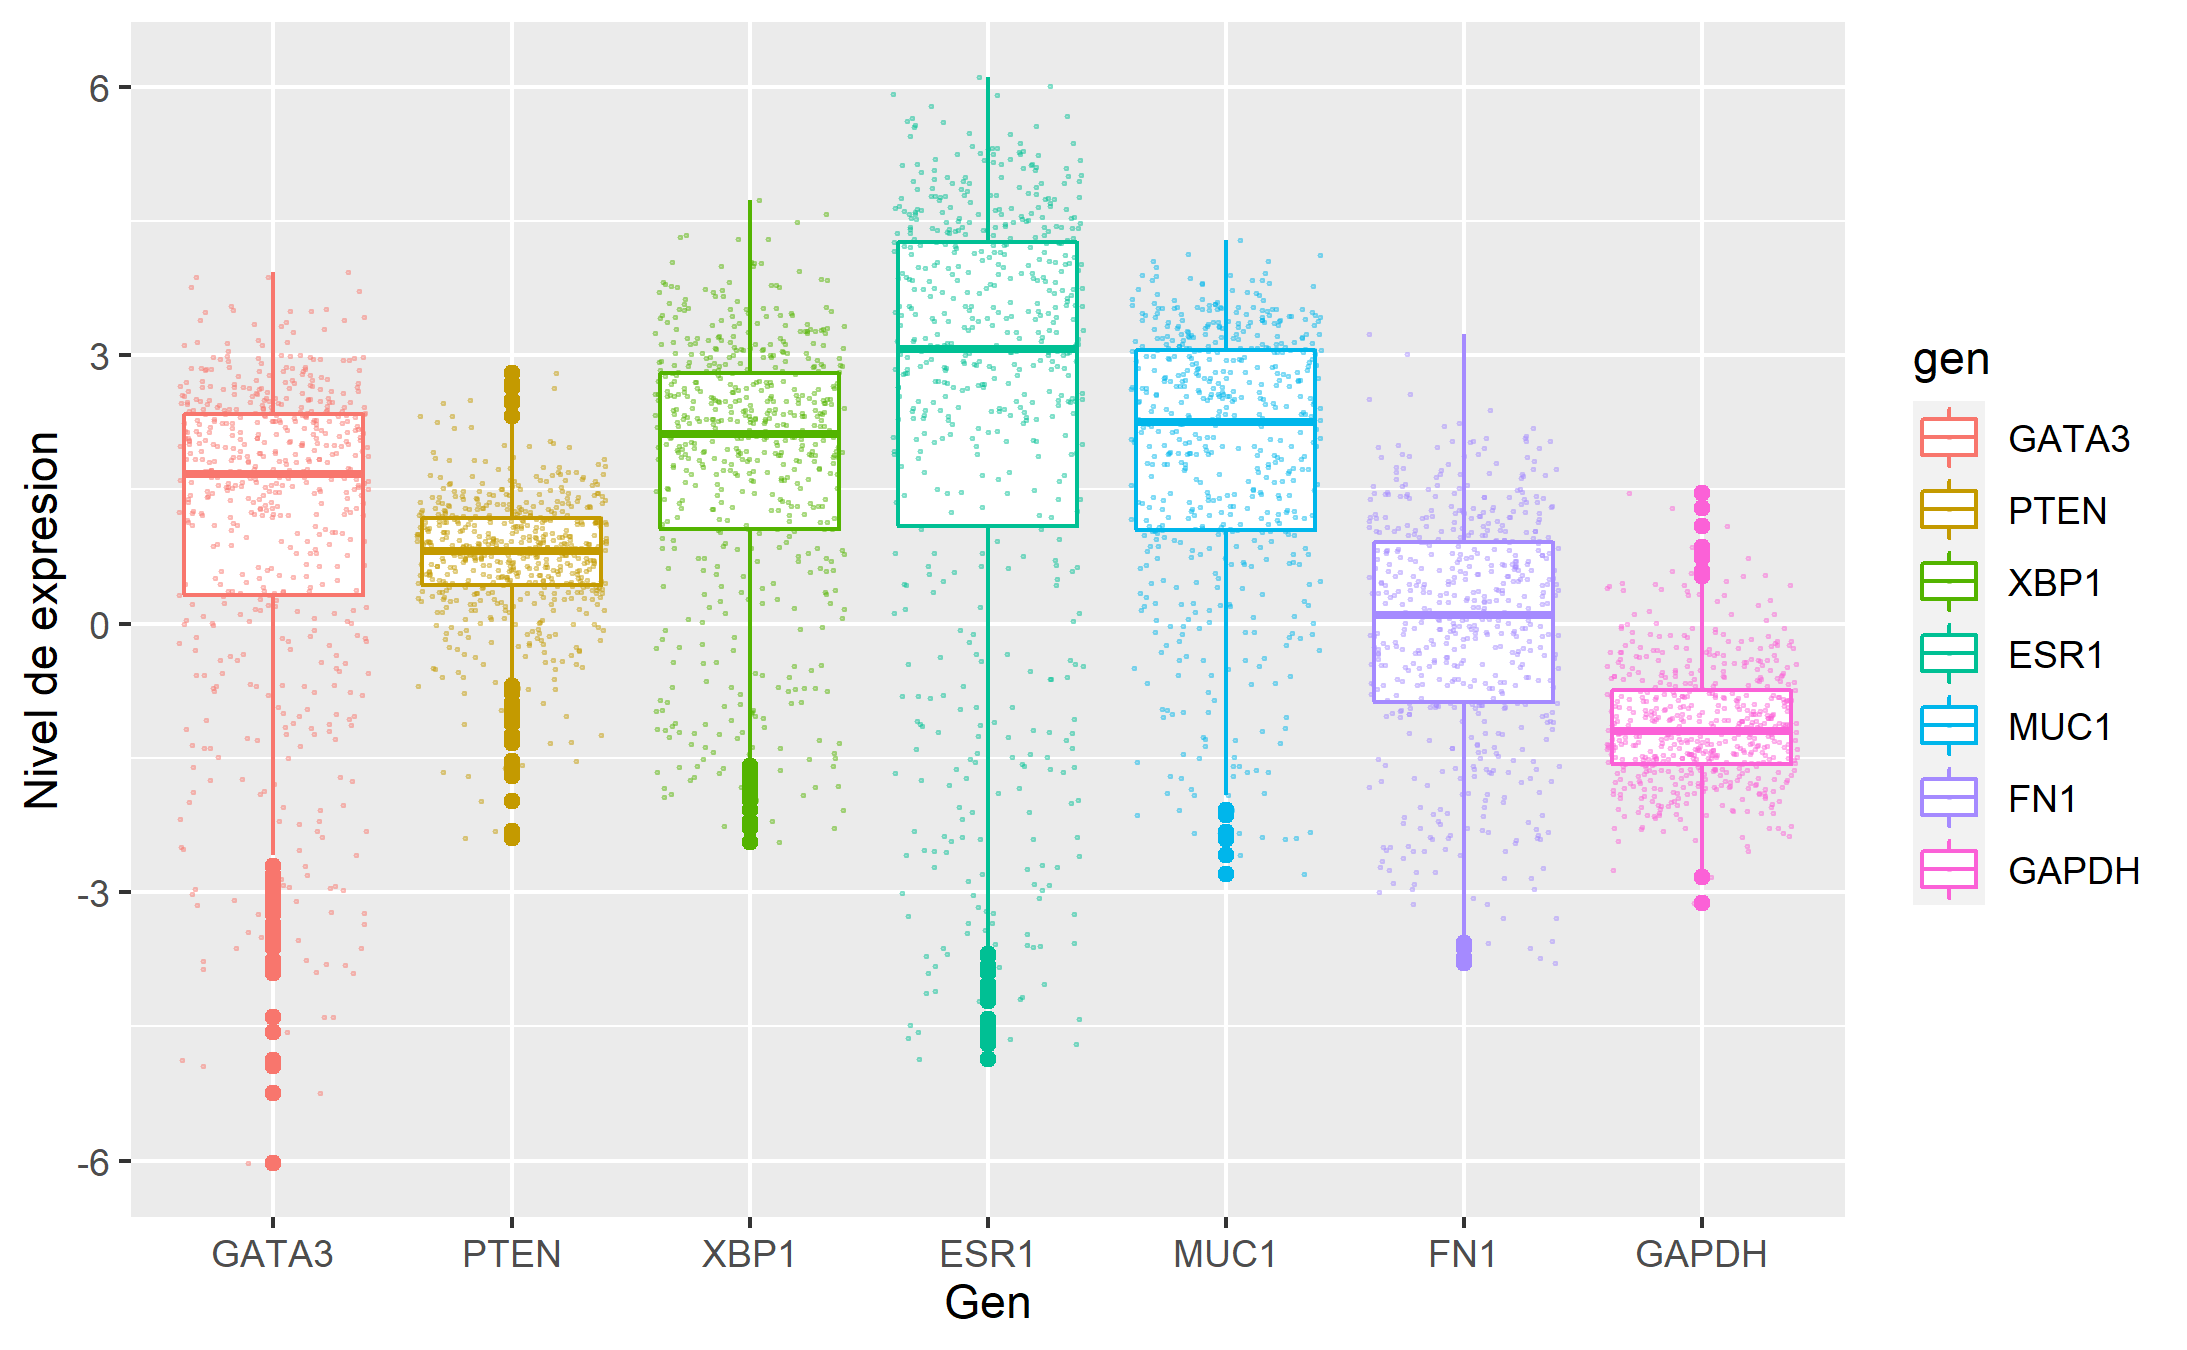 Nivel de expresion
6
3
0
-3
-6
GATA3 PTEN XBP1 ESR1 MUC1 FN1 GAPDH
Gen
gen
GATA3
PTEN
XBP1
ESR1
MUC1
FN1
GAPDH